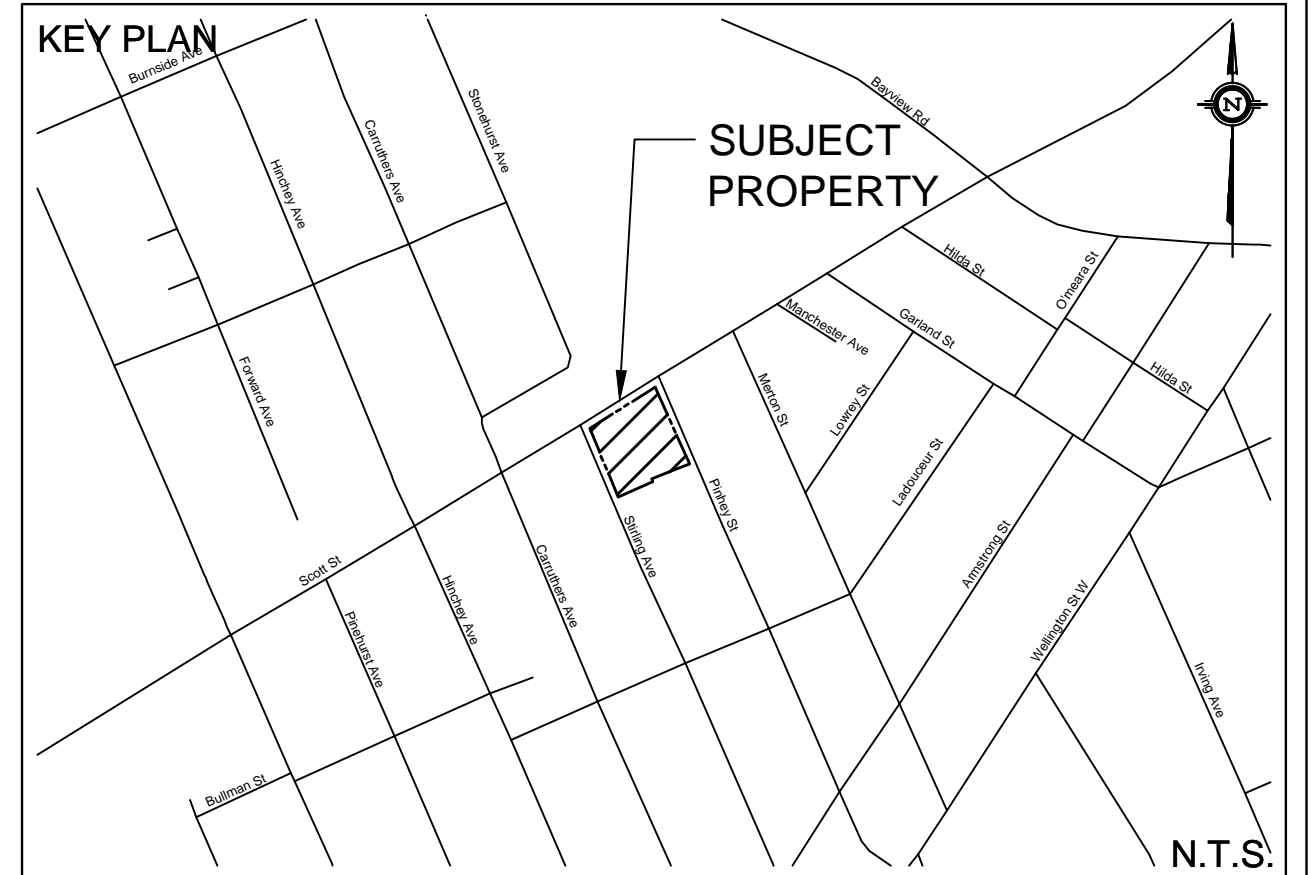 KEY PLAN
Burnside Ave
Stonehurst Ave
Bayview Rd
N
Carruthers Ave
Hinchey Ave
SUBJECT
PROPERTY
Hilda St
O'meara St
Manchester Ave
Garland St
Forward Ave
Merton St
Lowrey St
Hilda St
Ladouceur St
Pinhey St
Stirling Ave
Armstrong St
Scott St
Carruthers Ave
Hinchey Ave
Pinehurst Ave
Wellington St W
Irving Ave
Bullman St
N.T.S.